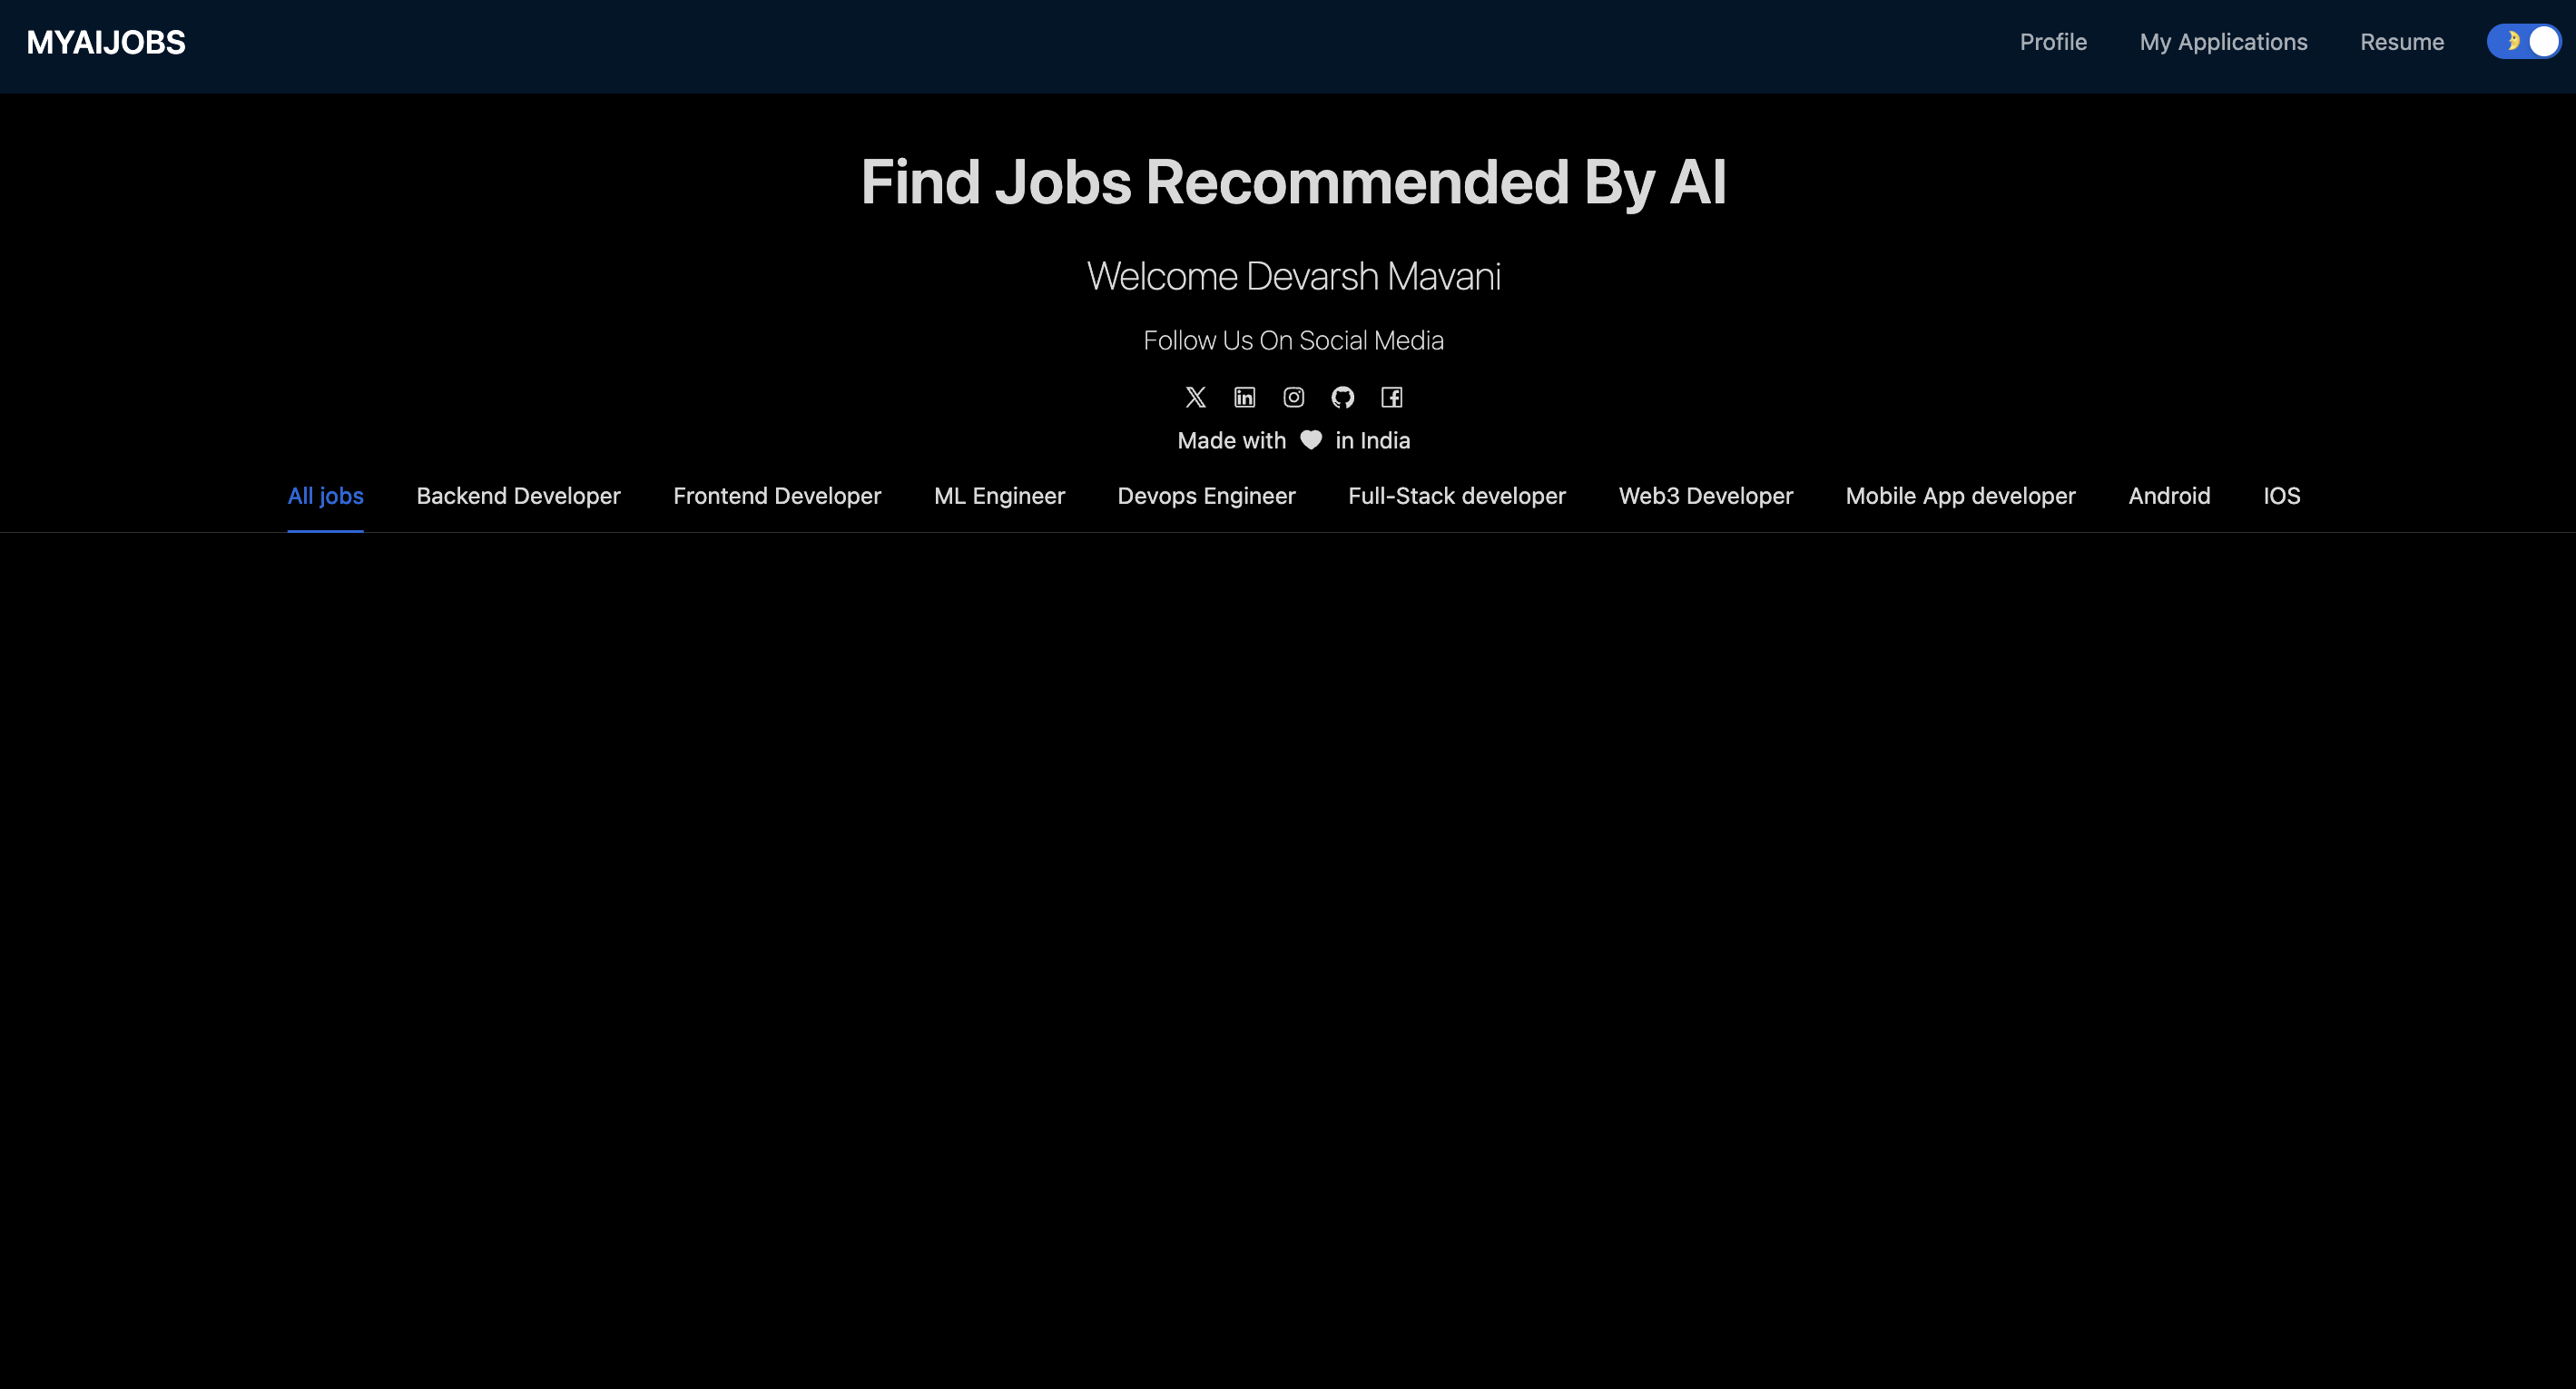 MYAIJOBS Profile My Applications Resume
Find Jobs Recommended By AI
Welcome Devarsh Mavani
Follow Us On Social Media
Made with in India
All jobs Backend Developer Frontend Developer ML Engineer Devops Engineer Full-Stack developer Web3 Developer Mobile App developer Android IOS